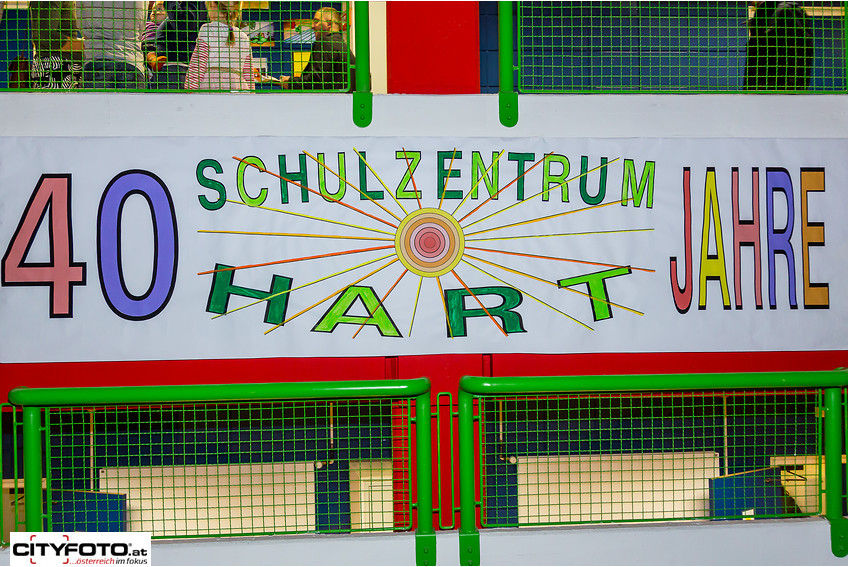 40 SCHULZENTRUM JAHRE
HART
CITYFOTO.at
...österreich im fokus